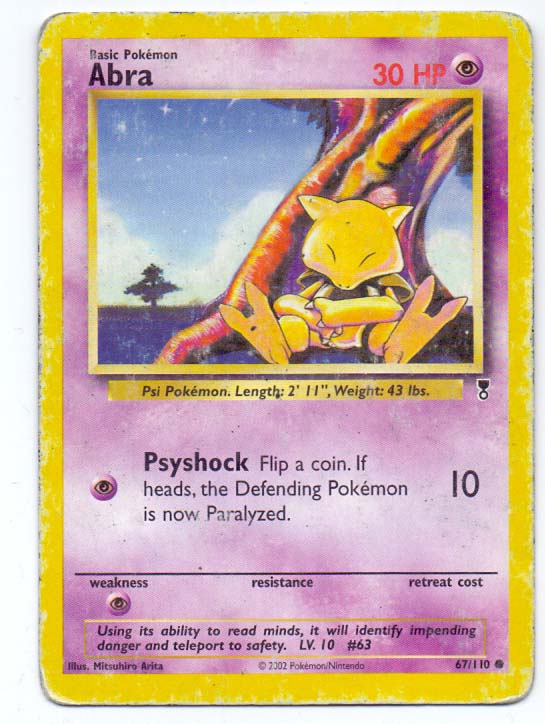 Basic Pokémon
Abra
30 HP
Psi Pokémon. Length: 2' 11", Weight: 43 lbs.
Psyshock Flip a coin. If
heads, the Defending Pokémon
is now Paralyzed.
10
weakness resistance retreat cost
Using its ability to read minds, it will identify impending
danger and teleport to safety. LV. 10 #63
Illus. Mitsuhiro Arita © 2002 Pokémon/Nintendo 67/110